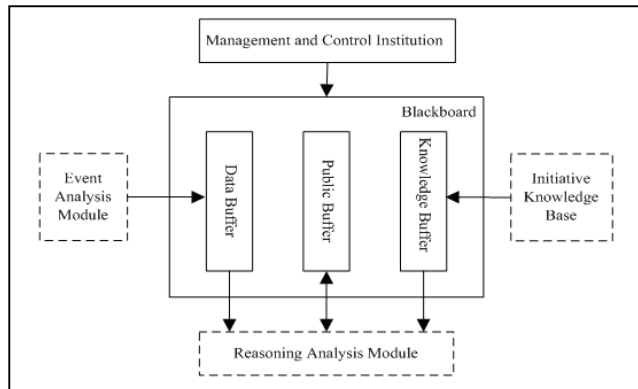 Management and Control Institution
Blackboard
Event
Analysis
Module
Data Buffer
Public Buffer
Knowledge Buffer
Initiative
Knowledge
Base
Reasoning Analysis Module